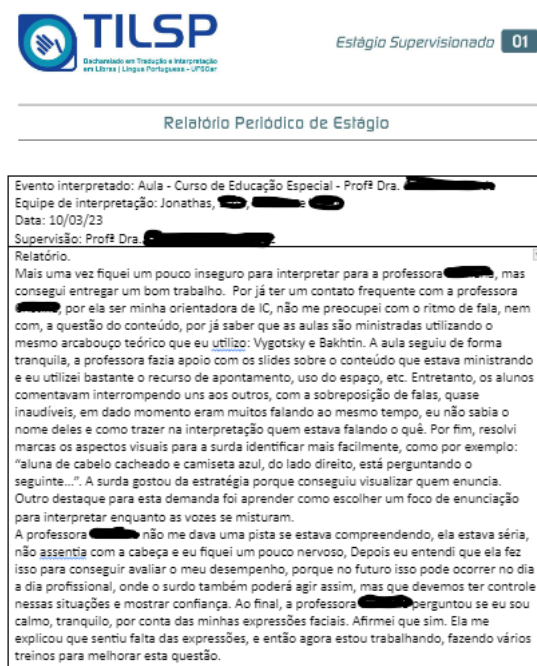 TILSP
Bacharelado em Tradução e Interpretação
em Libras | Língua Portuguesa - UFSCar
Estágio Supervisionado 01
Relatório Periódico de Estágio
Evento interpretado: Aula - Curso de Educação Especial - Profª Dra.
Equipe de interpretação: Jonathas, , e
Data: 10/03/23
Supervisão: Profª Dra.
Relatório.
Mais uma vez fiquei um pouco inseguro para interpretar para a professora , mas
consegui entregar um bom trabalho. Por já ter um contato frequente com a professora
, por ela ser minha orientadora de IC, não me preocupei com o ritmo de fala, nem
com, a questão do conteúdo, por já saber que as aulas são ministradas utilizando o
mesmo arcabouço teórico que eu utilizo: Vygotsky e Bakhtin. A aula seguiu de forma
tranquila, a professora fazia apoio com os slides sobre o conteúdo que estava ministrando
e eu utilizei bastante o recurso de apontamento, uso do espaço, etc. Entretanto, os alunos
comentavam interrompendo uns aos outros, com a sobreposição de falas, quase
inaudíveis, em dado momento eram muitos falando ao mesmo tempo, eu não sabia o
nome deles e como trazer na interpretação quem estava falando o quê. Por fim, resolvi
marcas os aspectos visuais para a surda identificar mais facilmente, como por exemplo:
“aluna de cabelo cacheado e camiseta azul, do lado direito, está perguntando o
seguinte...”. A surda gostou da estratégia porque conseguiu visualizar quem enuncia.
Outro destaque para esta demanda foi aprender como escolher um foco de enunciação
para interpretar enquanto as vozes se misturam.
A professora não me dava uma pista se estava compreendendo, ela estava séria,
não assentia com a cabeça e eu fiquei um pouco nervoso, Depois eu entendi que ela fez
isso para conseguir avaliar o meu desempenho, porque no futuro isso pode ocorrer no dia
a dia profissional, onde o surdo também poderá agir assim, mas que devemos ter controle
nessas situações e mostrar confiança. Ao final, a professora perguntou se eu sou
calmo, tranquilo, por conta das minhas expressões faciais. Afirmei que sim. Ela me
explicou que sentiu falta das expressões, e então agora estou trabalhando, fazendo vários
treinos para melhorar esta questão.